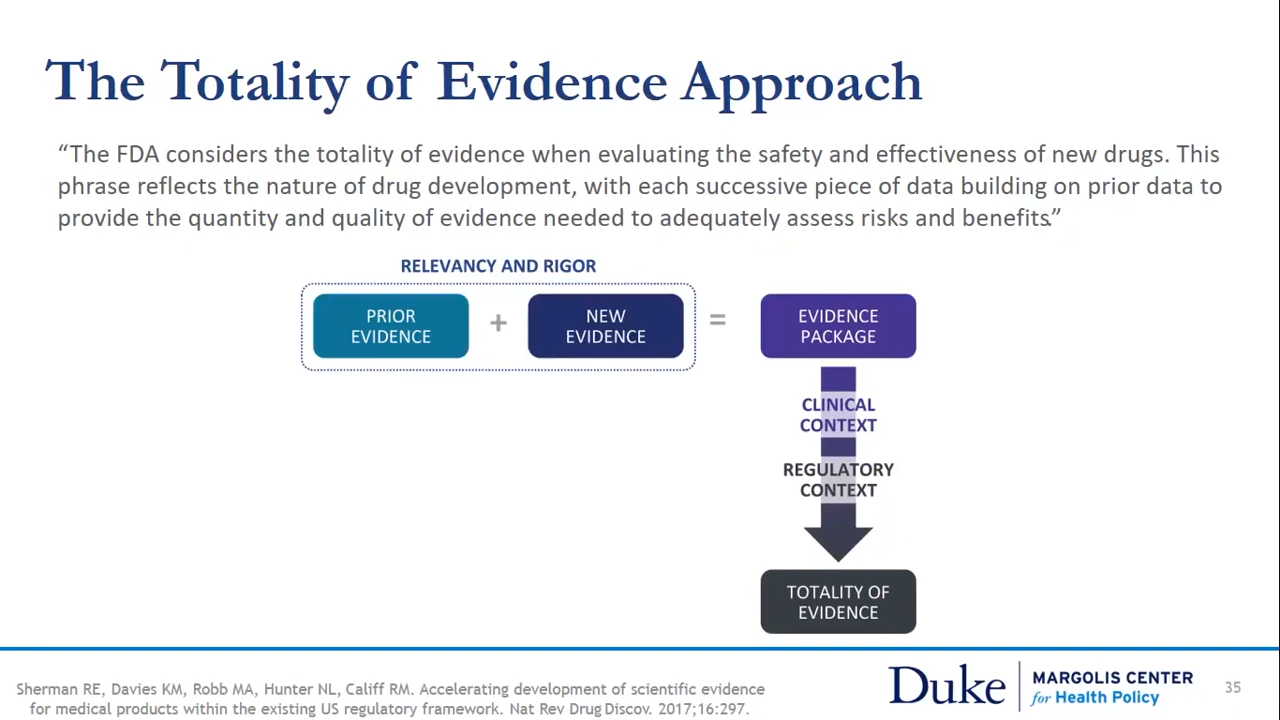 The Totality of Evidence Approach
“The FDA considers the totality of evidence when evaluating the safety and effectiveness of new drugs. This
phrase reflects the nature of drug development, with each successive piece of data building on prior data to
provide the quantity and quality of evidence needed to adequately assess risks and benefits.”
RELEVANCY AND RIGOR
PRIOR
EVIDENCE
+
NEW
EVIDENCE
=
EVIDENCE
PACKAGE
CLINICAL
CONTEXT
REGULATORY
CONTEXT
TOTALITY OF
EVIDENCE
Sherman RE, Davies KM, Robb MA, Hunter NL, Califf RM. Accelerating development of scientific evidence
for medical products within the existing US regulatory framework. Nat Rev Drug Discov. 2017;16:297.
Duke
MARGOLIS CENTER
for Health Policy
35